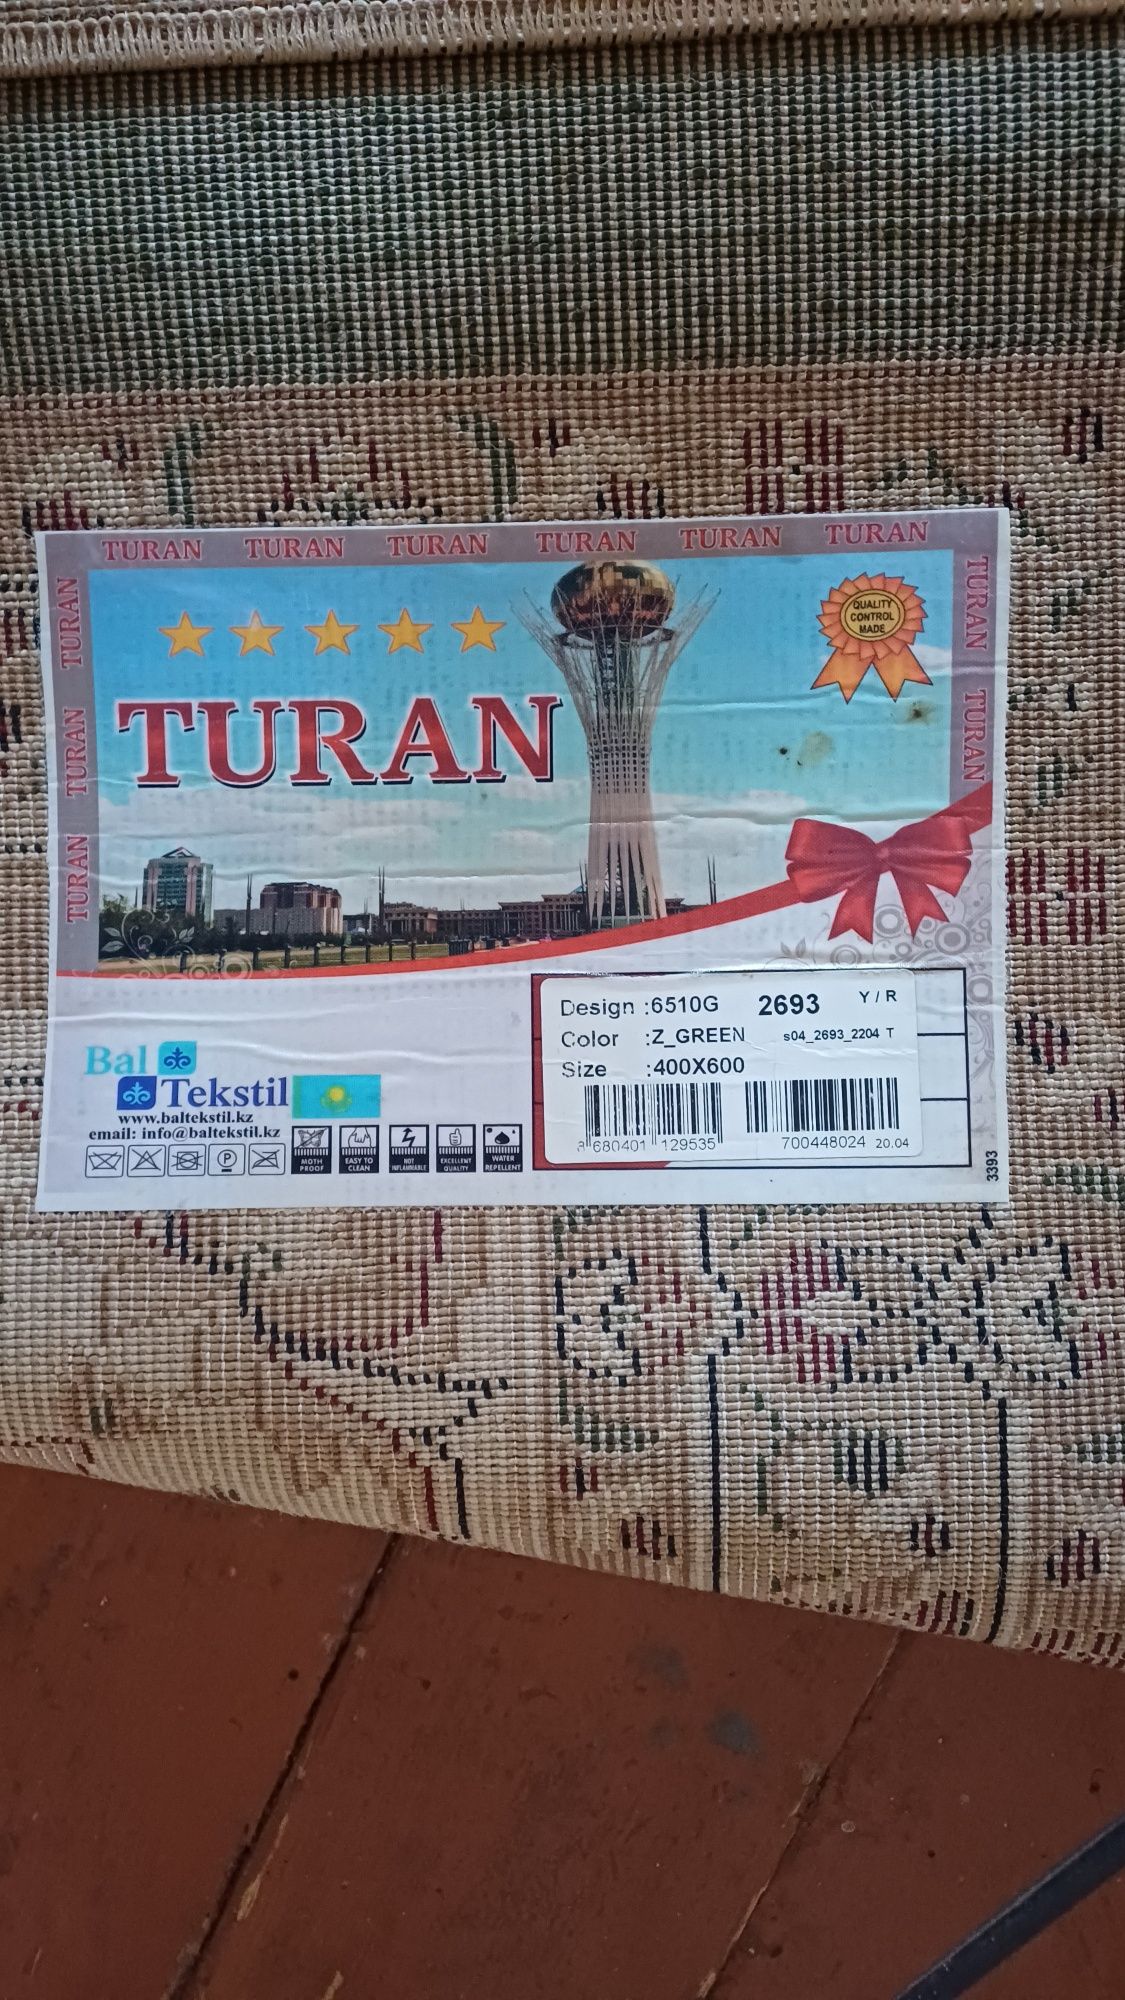 TURAN TURAN TURAN TURAN TURAN TURAN
TURAN
TURAN
TURAN
TURAN
TURAN
QUALITY
CONTROL
MADE
TURAN
Design :6510G 2693 Y / R
Color :Z_GREEN s04_2693_2204 T
Size :400X600
8 680401 129535
700448024 20.04
Bal
Tekstil
www.baltekstil.kz
email: info@baltekstil.kz
MOTH
PROOF
EASY TO
CLEAN
NOT
INFLAMMABLE
EXCELLENT
QUALITY
WATER
REPELLENT
P
3393